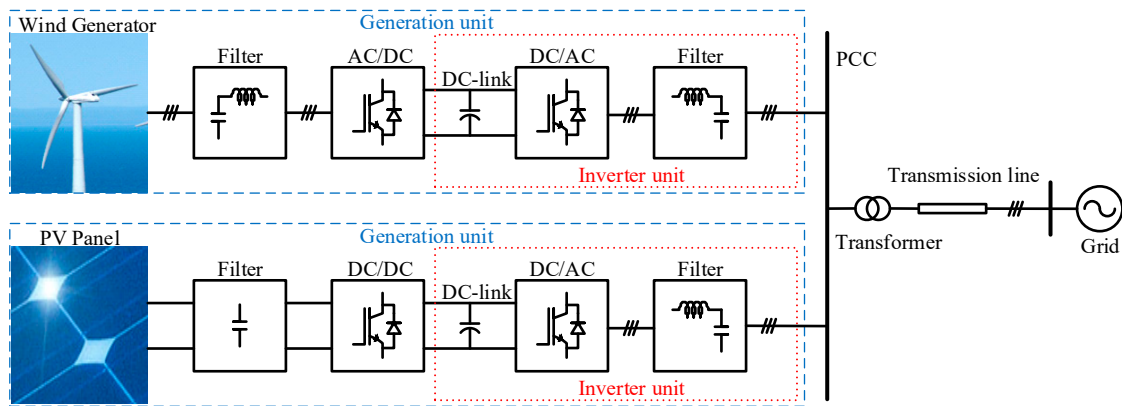 Wind Generator
Generation unit
Filter
AC/DC
DC-link
DC/AC
Filter
Inverter unit
PCC
Transmission line
Transformer
Grid
PV Panel
Generation unit
Filter
DC/DC
DC-link
DC/AC
Filter
Inverter unit